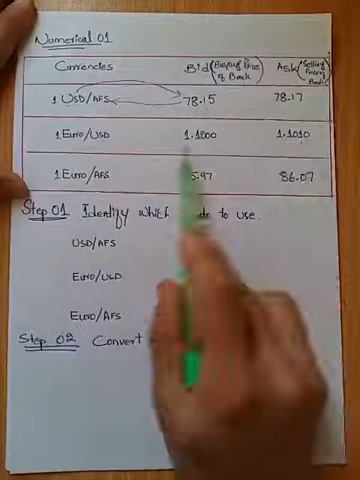 Numerical 01
Currencies Bid (Buying Price of Bank) Ask (Selling Price of Bank)
1 USD/AFS 78.15 78.17
1 Euro/USD 1.1000 1.1010
1 Euro/AFS 5.97 86.07
Step 01 Identify which to use.
USD/AFS
Euro/USD
Euro/AFS
Step 02 Convert